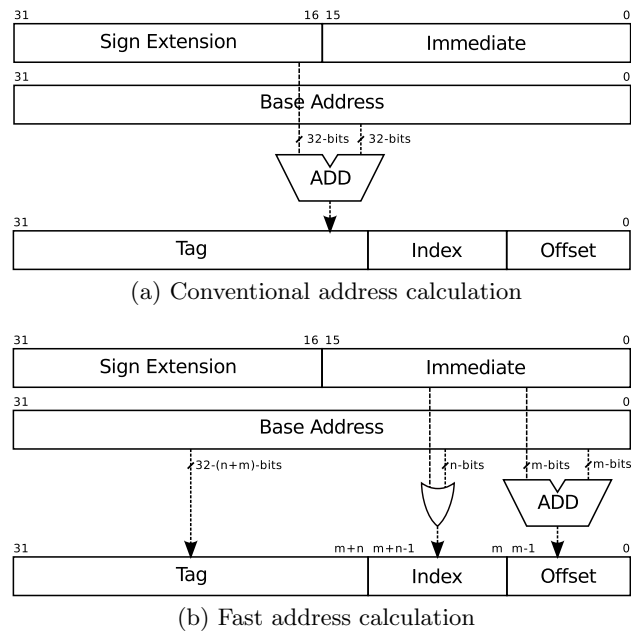 31 16 15 0
Sign Extension Immediate
31 0
Base Address
32-bits 32-bits
ADD
31 0
Tag Index Offset
(a) Conventional address calculation
31 16 15 0
Sign Extension Immediate
31 0
Base Address
32-(n+m)-bits n-bits m-bits m-bits
ADD
31 m+n m+n-1 m m-1 0
Tag Index Offset
(b) Fast address calculation